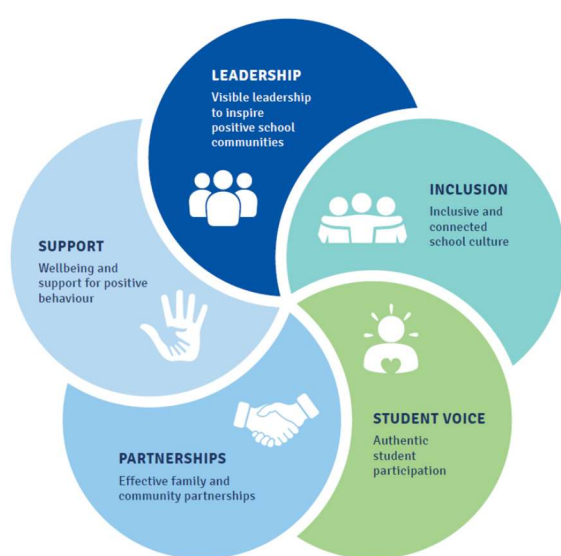 LEADERSHIP
Visible leadership
to inspire
positive school
communities
INCLUSION
Inclusive and
connected
school culture
STUDENT VOICE
Authentic
student
participation
PARTNERSHIPS
Effective family and
community partnerships
SUPPORT
Wellbeing and
support for positive
behaviour